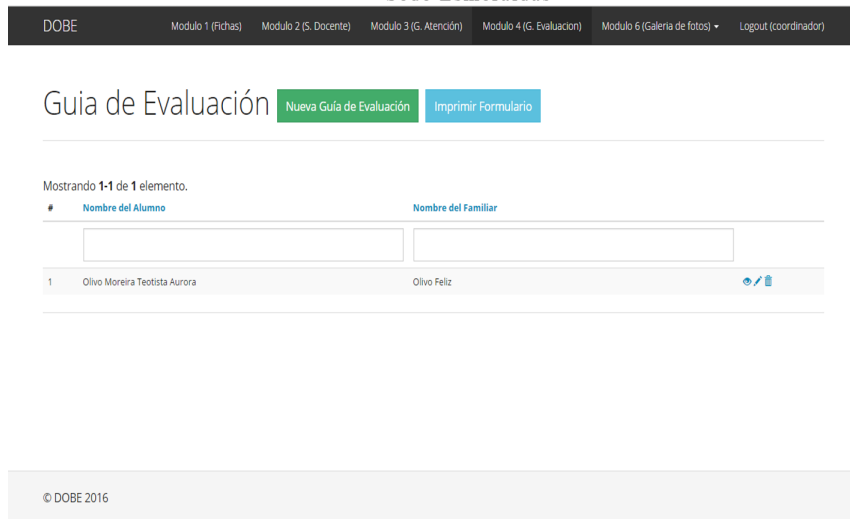 DOBE Modulo 1 (Fichas) Modulo 2 (S. Docente) Modulo 3 (G. Atención) Modulo 4 (G. Evaluacion) Modulo 6 (Galeria de fotos) Logout (coordinador)
Guia de Evaluación Nueva Guía de Evaluación Imprimir Formulario
Mostrando 1-1 de 1 elemento.
# Nombre del Alumno Nombre del Familiar
1 Olivo Moreira Teotista Aurora Olivo Feliz
© DOBE 2016